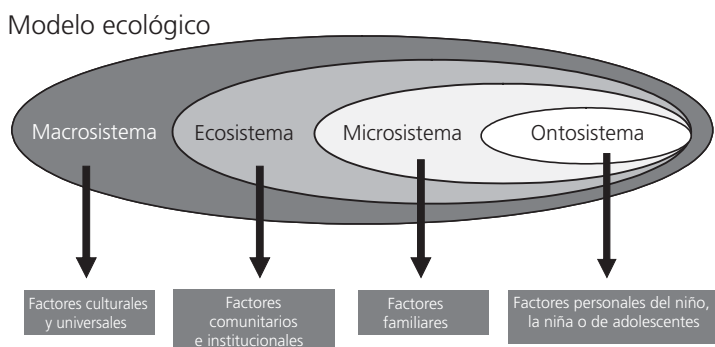 Modelo ecológico
Macrosistema
Ecosistema
Microsistema
Ontosistema
Factores culturales
y universales
Factores
comunitarios
e institucionales
Factores
familiares
Factores personales del niño,
la niña o de adolescentes